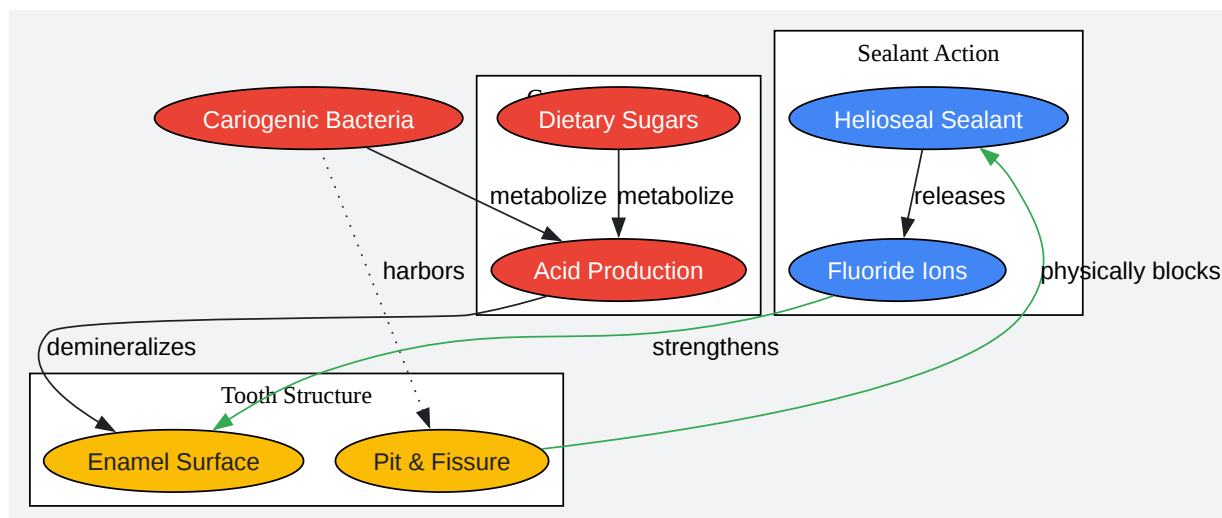 Sealant Action
Cariogenic Bacteria
Dietary Sugars
Helioseal Sealant
metabolize
metabolize
releases
harbors
Acid Production
Fluoride Ions
physically blocks
demineralizes
strengthens
Tooth Structure
Enamel Surface
Pit & Fissure